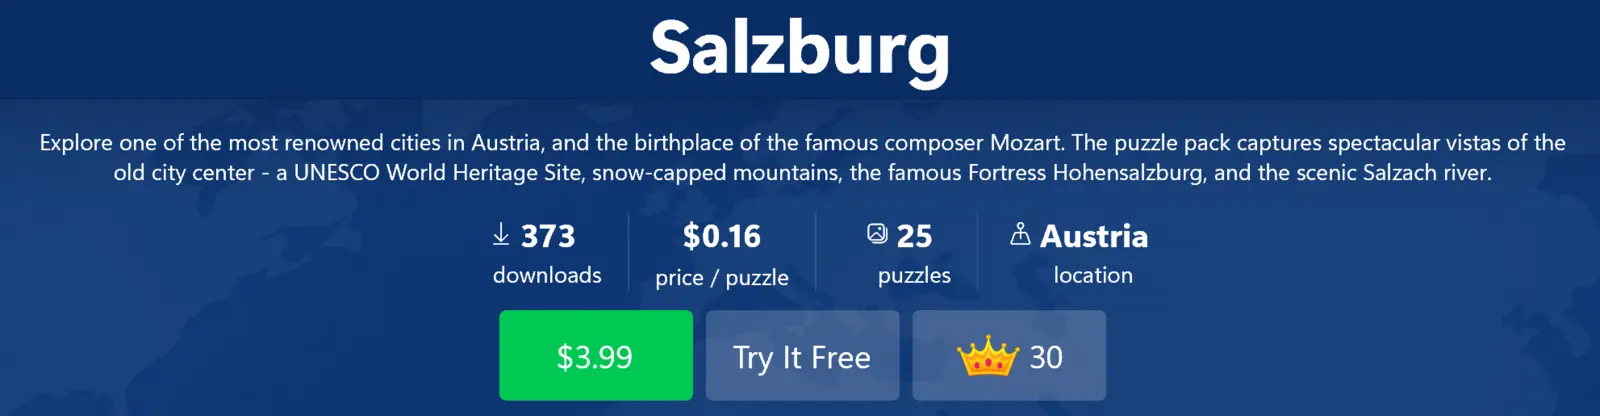 Salzburg
Explore one of the most renowned cities in Austria, and the birthplace of the famous composer Mozart. The puzzle pack captures spectacular vistas of the
old city center - a UNESCO World Heritage Site, snow-capped mountains, the famous Fortress Hohensalzburg, and the scenic Salzach river.
373
downloads
$0.16
price / puzzle
25
puzzles
Austria
location
$3.99
Try It Free
30